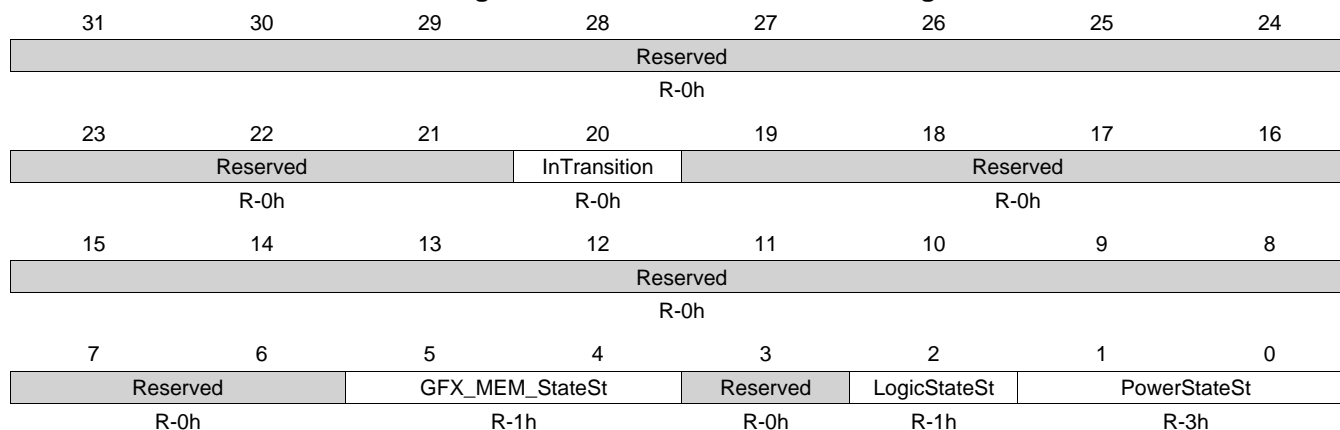 31 30 29 28 27 26 25 24
Reserved
R-0h
23 22 21 20 19 18 17 16
Reserved InTransition Reserved
R-0h R-0h R-0h
15 14 13 12 11 10 9 8
Reserved
R-0h
7 6 5 4 3 2 1 0
Reserved GFX_MEM_StateSt Reserved LogicStateSt PowerStateSt
R-0h R-1h R-0h R-1h R-3h